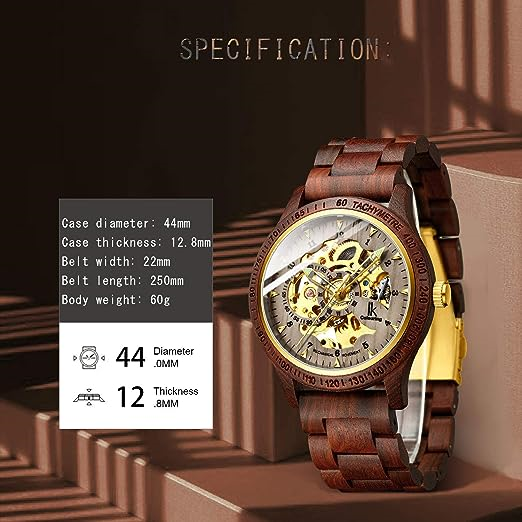 SPECIFICATION:
Case diameter: 44mm
Case thickness: 12.8mm
Belt width: 22mm
Belt length: 250mm
Body weight: 60g
44 Diameter
.0MM
12 Thickness
.8MM
60 TACHYMETRE
IK